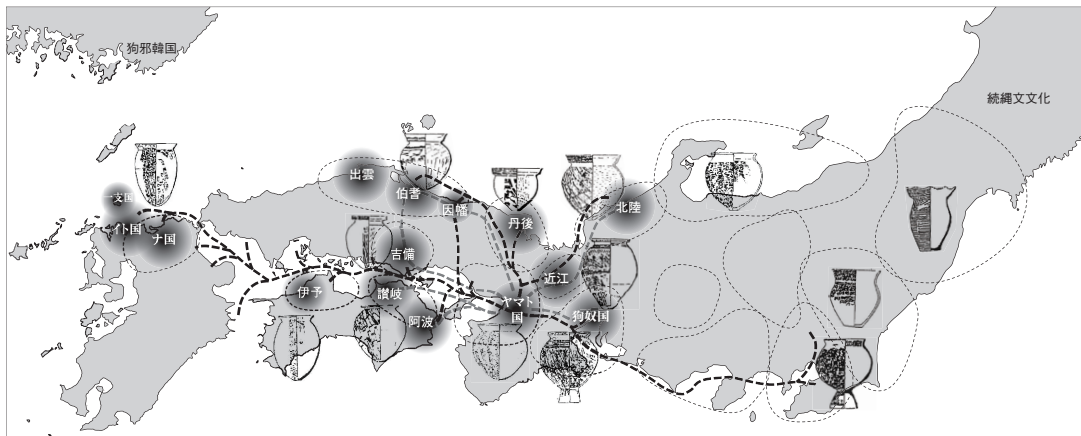 狗邪韓国
続縄文文化
一支国
イト国
ナ国
出雲
伯耆
因幡
丹後
北陸
吉備
近江
伊予
讃岐
阿波
ヤマト
国
狗奴国